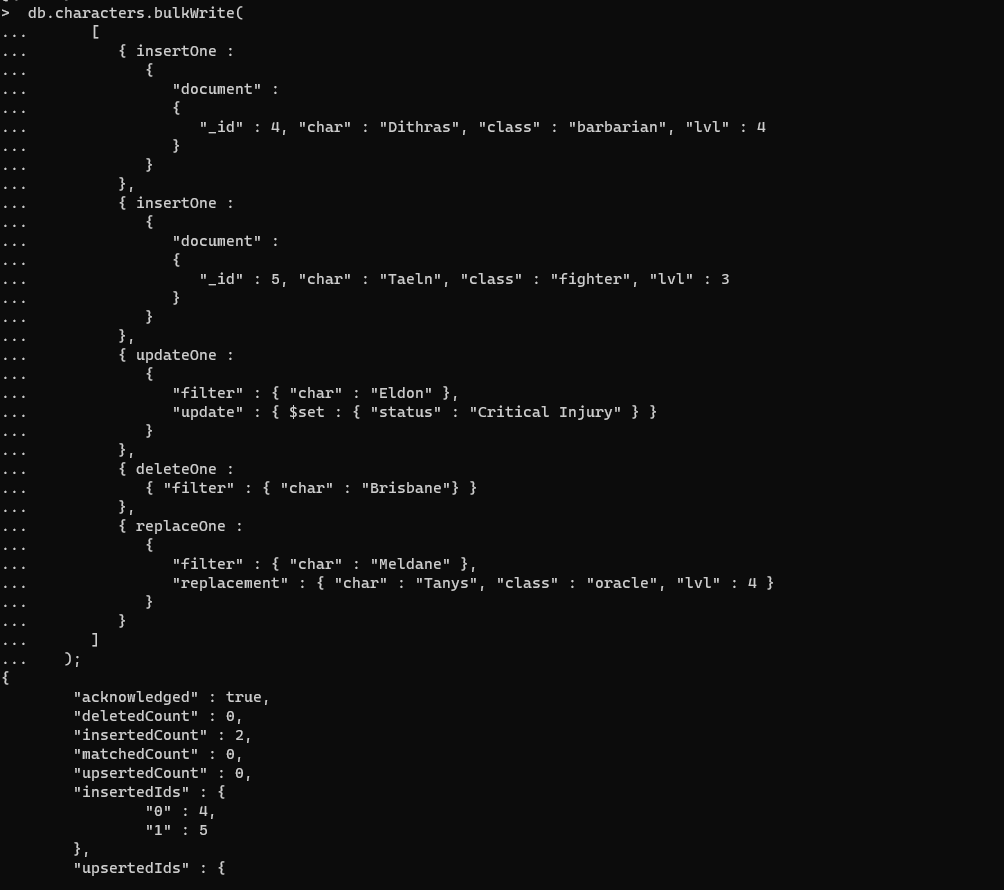 >  db.characters.bulkWrite(
...       [
...          { insertOne :
...             {
...                "document" :
...                {
...                   "_id" : 4, "char" : "Dithras", "class" : "barbarian", "lvl" : 4
...                }
...             }
...          },
...          { insertOne :
...             {
...                "document" :
...                {
...                   "_id" : 5, "char" : "Taeln", "class" : "fighter", "lvl" : 3
...                }
...             }
...          },
...          { updateOne :
...             {
...                "filter" : { "char" : "Eldon" },
...                "update" : { $set : { "status" : "Critical Injury" } }
...             }
...          },
...          { deleteOne :
...             { "filter" : { "char" : "Brisbane"} }
...          },
...          { replaceOne :
...             {
...                "filter" : { "char" : "Meldane" },
...                "replacement" : { "char" : "Tanys", "class" : "oracle", "lvl" : 4 }
...             }
...          }
...       ]
...    );
{
        "acknowledged" : true,
        "deletedCount" : 0,
        "insertedCount" : 2,
        "matchedCount" : 0,
        "upsertedCount" : 0,
        "insertedIds" : {
                "0" : 4,
                "1" : 5
        },
        "upsertedIds" : {